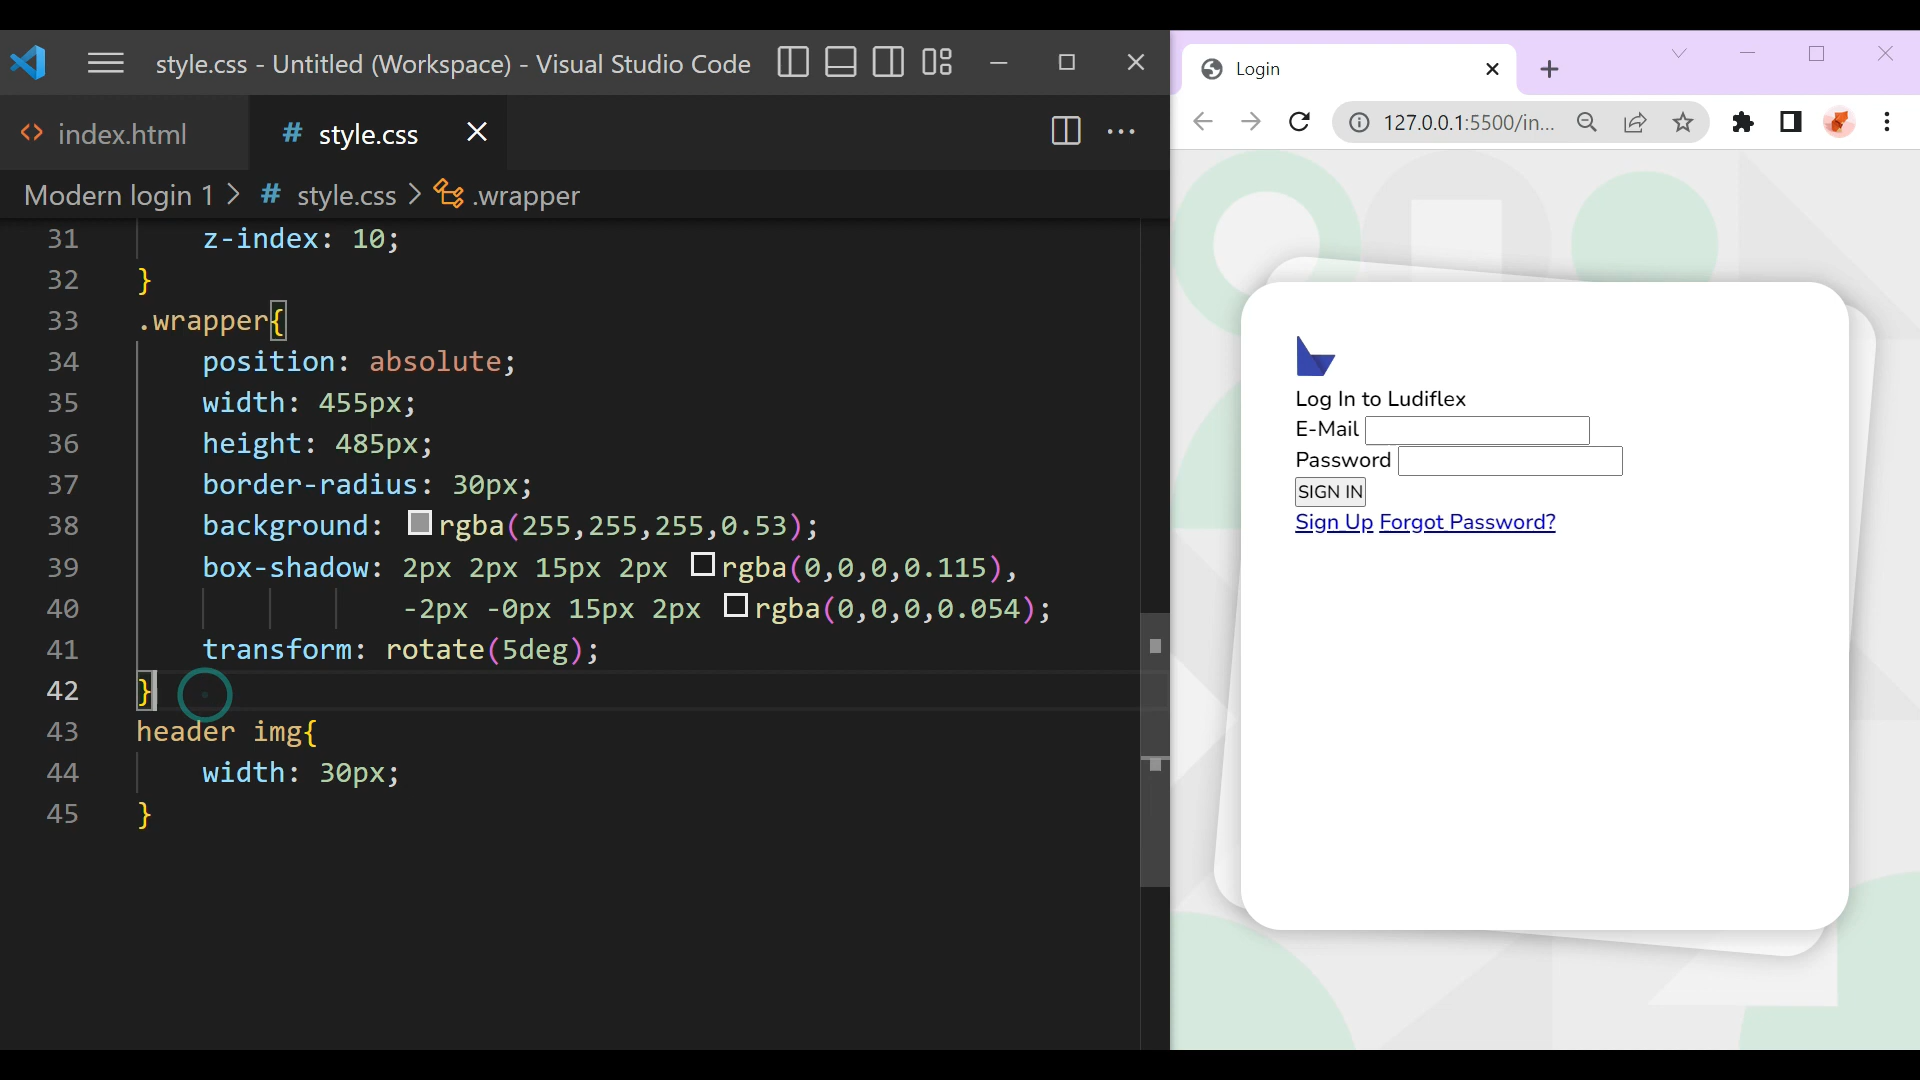 style.css - Untitled (Workspace) - Visual Studio Code
index.html
# style.css
Modern login 1 > # style.css > .wrapper
31 z-index: 10;
32 }
33 .wrapper{
34 position: absolute;
35 width: 455px;
36 height: 485px;
37 border-radius: 30px;
38 background: rgba(255,255,255,0.53);
39 box-shadow: 2px 2px 15px 2px rgba(0,0,0,0.115),
40 -2px -0px 15px 2px rgba(0,0,0,0.054);
41 transform: rotate(5deg);
42 }
43 header img{
44 width: 30px;
45 }
Login
127.0.0.1:5500/in...
Log In to Ludiflex
E-Mail
Password
SIGN IN
Sign Up Forgot Password?